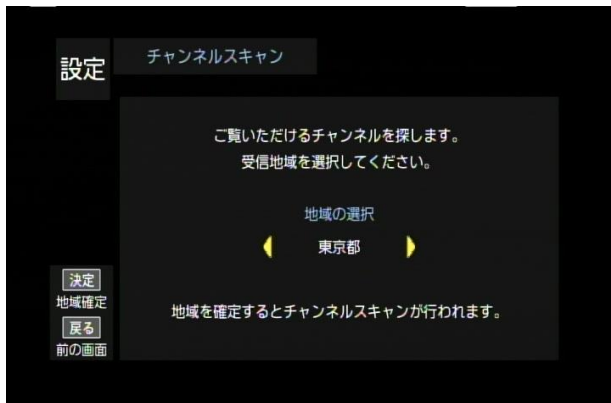 設定
チャンネルスキャン
ご覧いただけるチャンネルを探します。
受信地域を選択してください。
地域の選択
東京都
地域を確定するとチャンネルスキャンが行われます。
決定
地域確定
戻る
前の画面